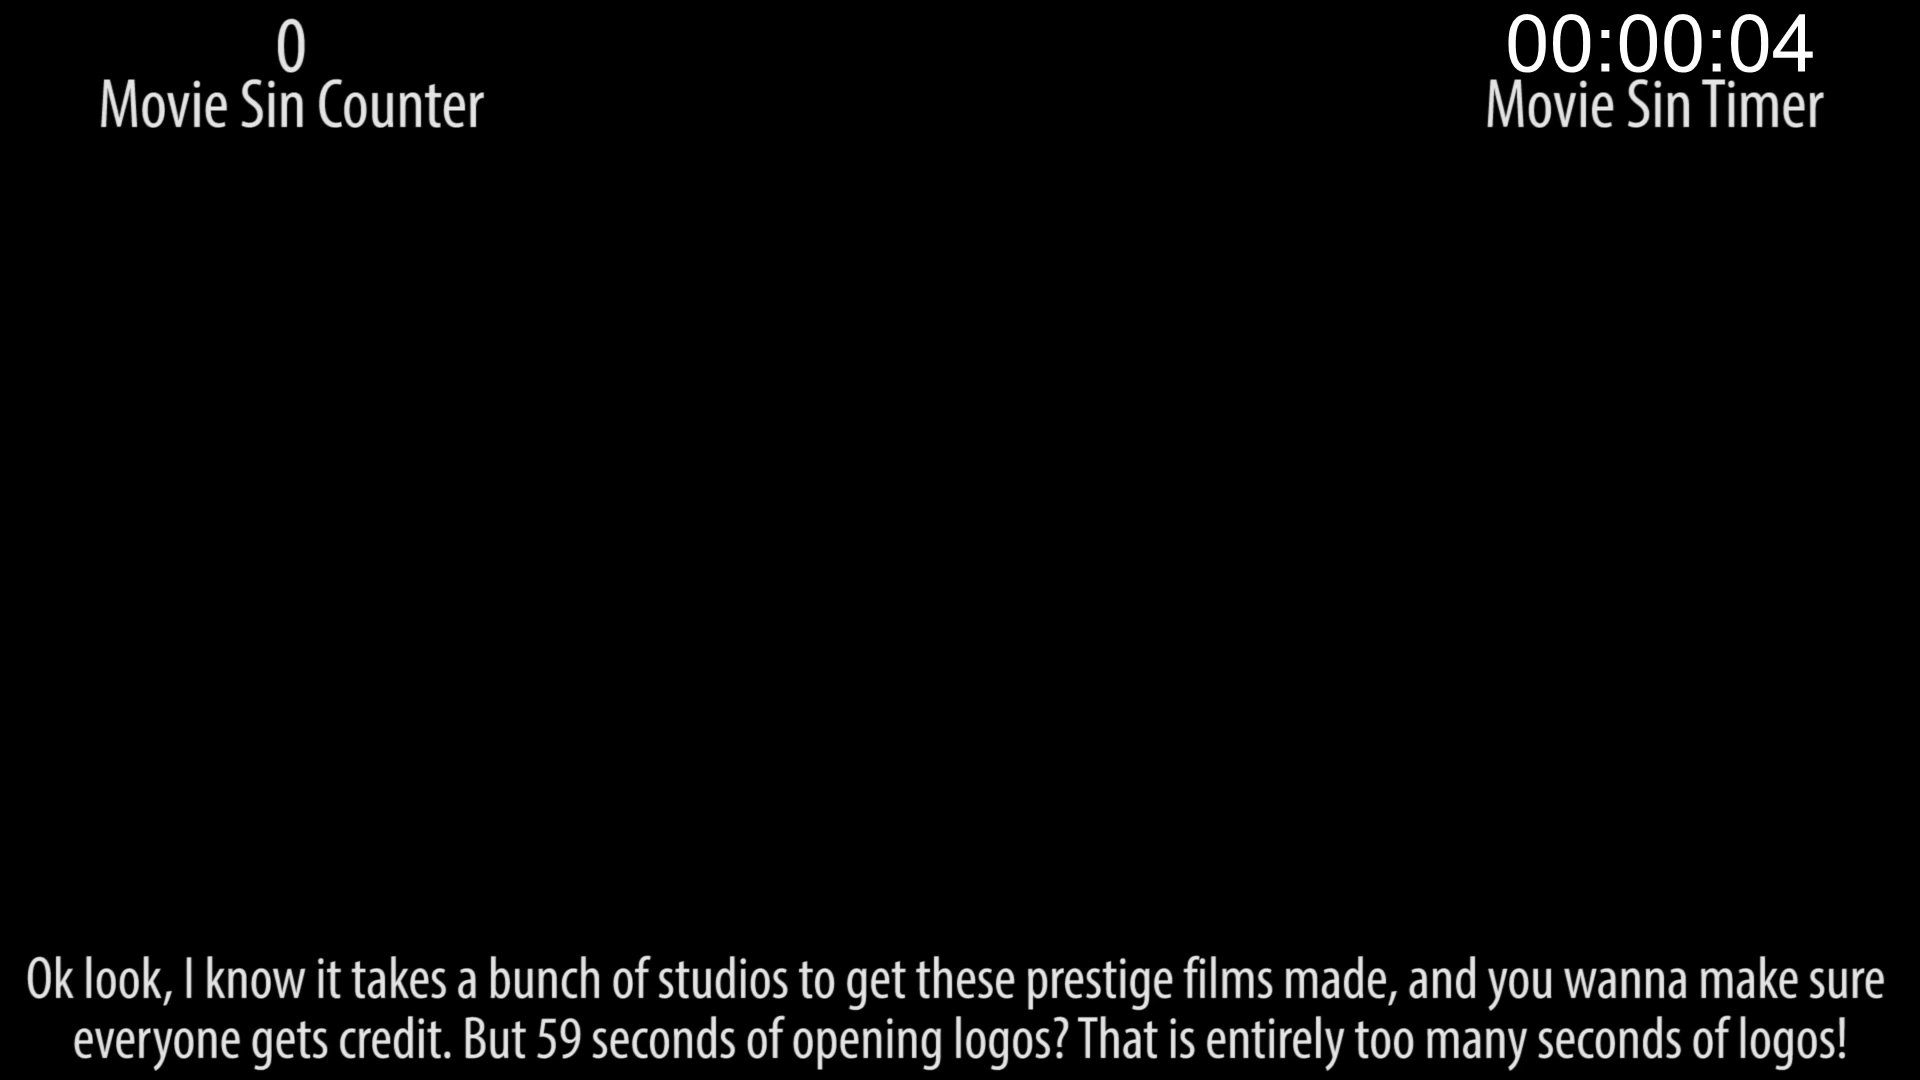 0
Movie Sin Counter
00:00:04
Movie Sin Timer
Ok look, I know it takes a bunch of studios to get these prestige films made, and you wanna make sure
everyone gets credit. But 59 seconds of opening logos? That is entirely too many seconds of logos!